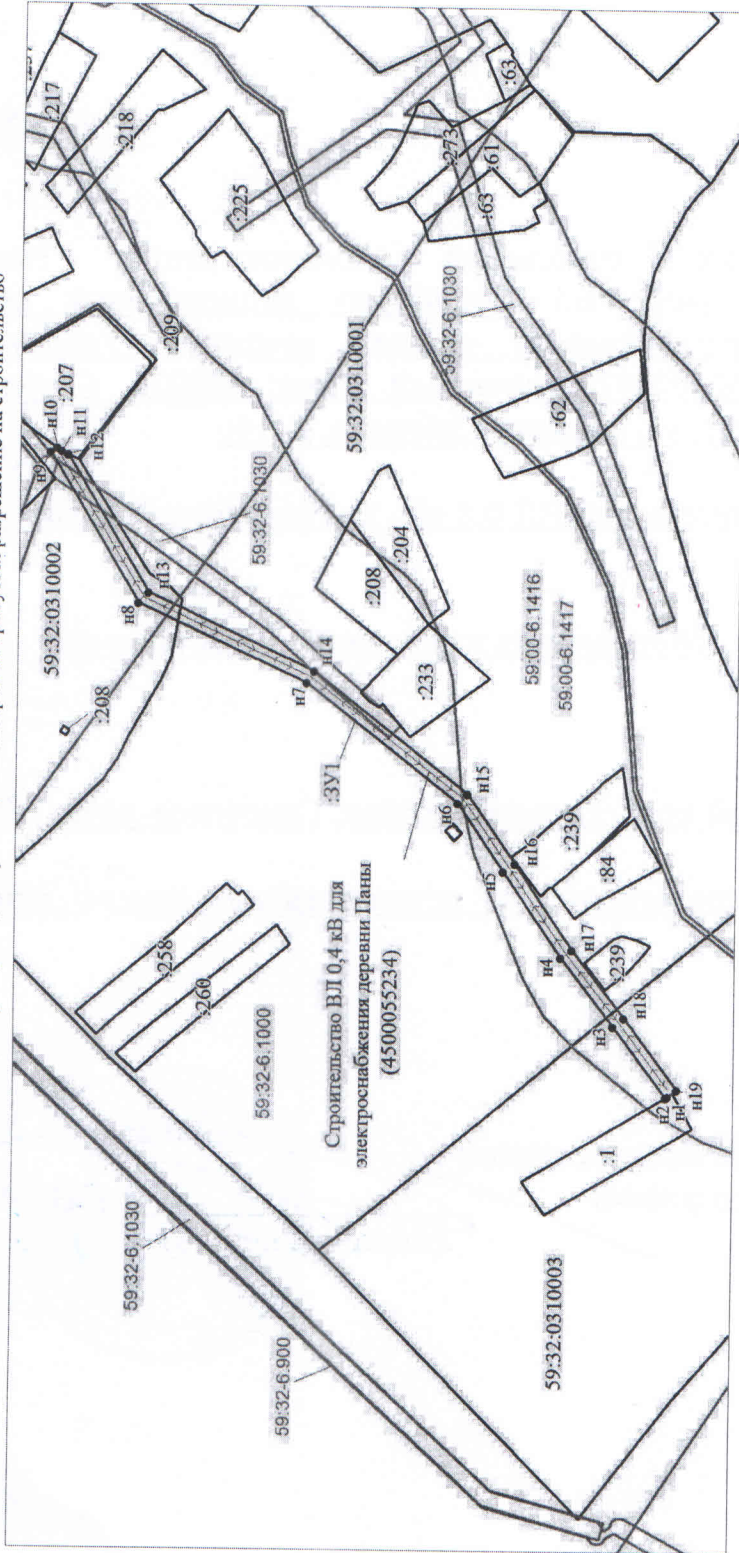 разрешение на строительство
:217
:218
:225
:207
:209
н9
н10
н11
н12
59:32:0310002
н8
н13
59:32-6.1030
:208
59:32:0310001
59:32-6.1030
:273
:63
:61
:63
:62
:204
:208
:233
н7
н14
:ЗУ1
59:00-6.1416
59:00-6.1417
н6
н15
н5
н16
:239
:84
н4
н17
:239
н3
н18
н2
н1
н19
:1
:258
:260
59:32-6.1000
Строительство ВЛ 0,4 кВ для
электроснабжения деревни Паны
(4500055234)
59:32-6.1030
59:32-6.900
59:32:0310003